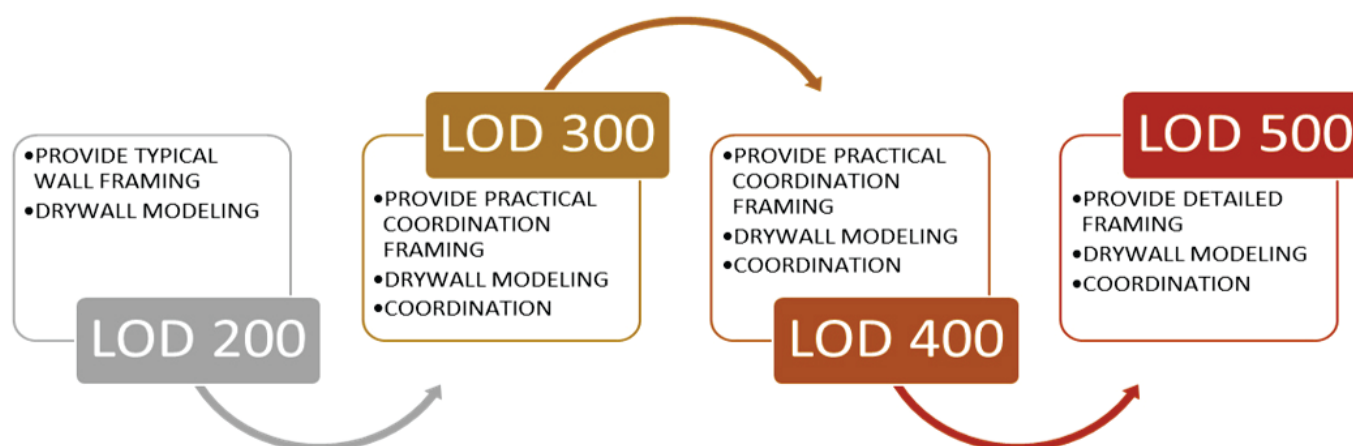 •PROVIDE TYPICAL
WALL FRAMING
•DRYWALL MODELING
LOD 200
LOD 300
•PROVIDE PRACTICAL
COORDINATION
FRAMING
•DRYWALL MODELING
•COORDINATION
•PROVIDE PRACTICAL
COORDINATION
FRAMING
•DRYWALL MODELING
•COORDINATION
LOD 400
LOD 500
•PROVIDE DETAILED
FRAMING
•DRYWALL MODELING
•COORDINATION